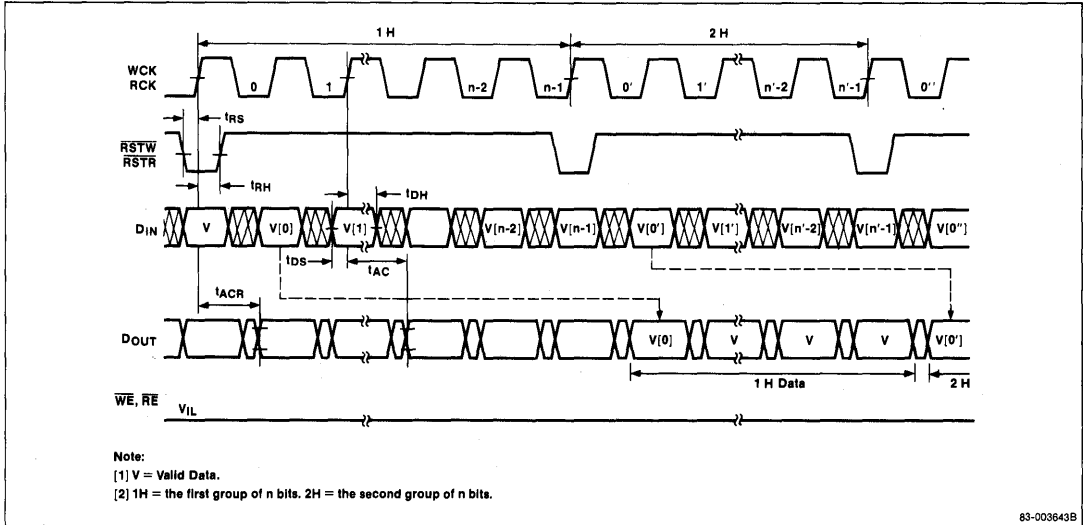 1 H 2 H
WCK
RCK
0 1 n-2 n-1 0' 1' n'-2 n'-1 0''
tRS
RSTW
RSTR
tRH tDH
DIN V V[0] V[1] V[n-2] V[n-1] V[0'] V[1'] V[n'-2] V[n'-1] V[0'']
tDS tAC
tACR
DOUT V[0] V V V V[0']
1 H Data 2 H
WE, RE
VIL
Note:
[1] V = Valid Data.
[2] 1H = the first group of n bits. 2H = the second group of n bits.
83-003643B